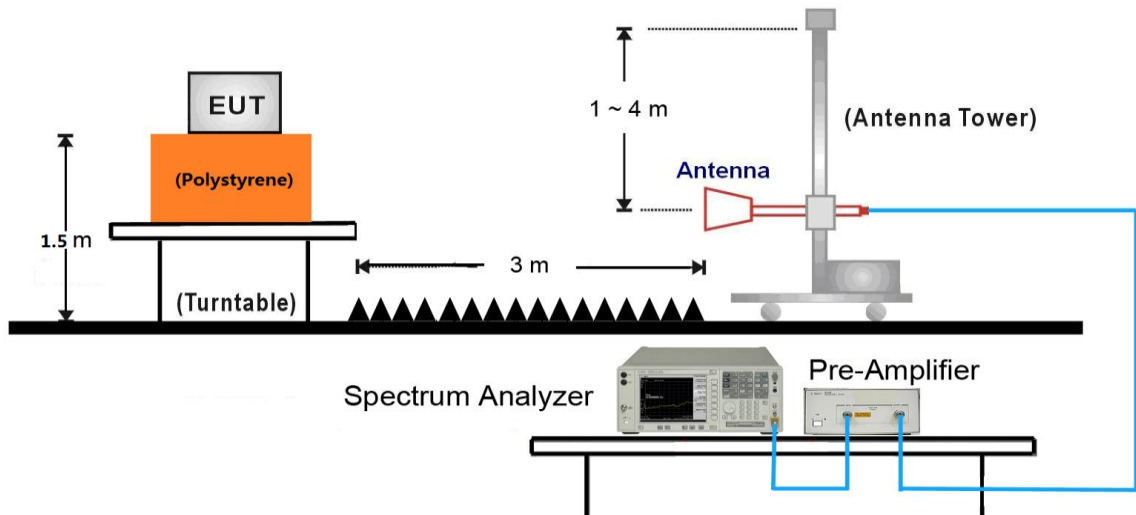 EUT
(Polystyrene)
1.5 m
(Turntable)
3 m
1 ~ 4 m
(Antenna Tower)
Antenna
Spectrum Analyzer
Pre-Amplifier